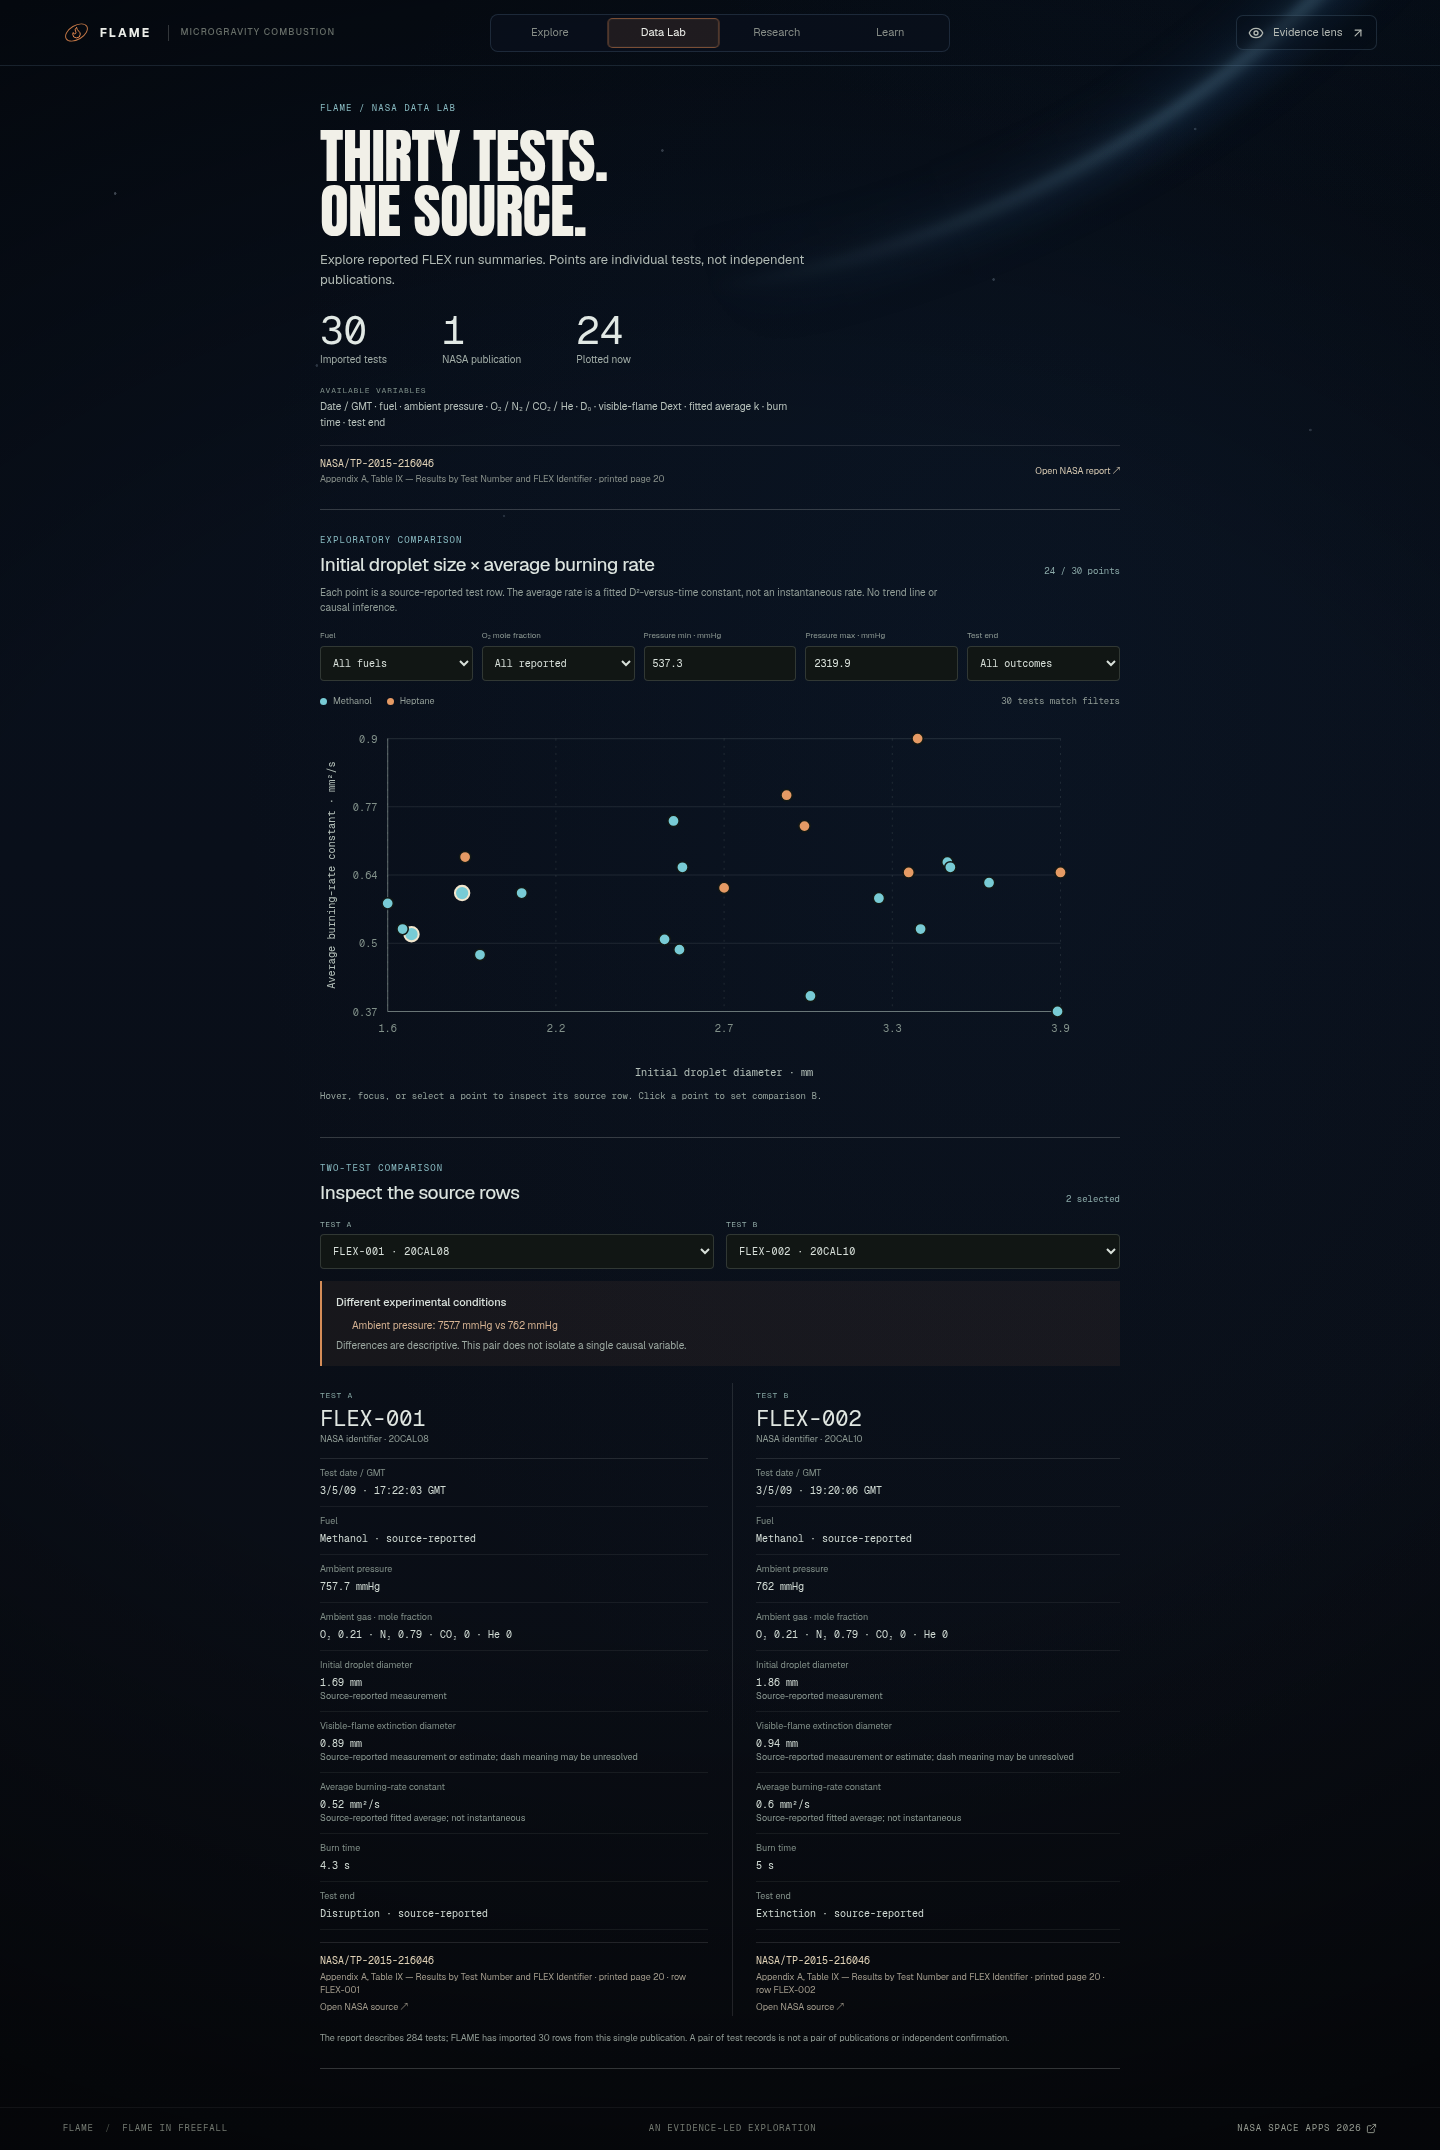 FLAME
MICROGRAVITY COMBUSTION
Explore
Data Lab
Research
Learn
Evidence lens
FLAME / NASA DATA LAB
THIRTY TESTS.
ONE SOURCE.
Explore reported FLEX run summaries. Points are individual tests, not independent
publications.
30
1
24
Imported tests
NASA publication
Plotted now
AVAILABLE VARIABLES
Date / GMT · fuel · ambient pressure · O₂ / N₂ / CO₂ / He · D₀ · visible-flame Dext · fitted average k · burn
time · test end
NASA/TP-2015-216046
Appendix A, Table IX — Results by Test Number and FLEX Identifier · printed page 20
Open NASA report ↗
EXPLORATORY COMPARISON
Initial droplet size × average burning rate
24 / 30 points
Each point is a source-reported test row. The average rate is a fitted D²-versus-time constant, not an instantaneous rate. No trend line or
causal inference.
Fuel
O₂ mole fraction
Pressure min · mmHg
Pressure max · mmHg
Test end
All fuels
All reported
537.3
2319.9
All outcomes
Methanol
Heptane
30 tests match filters
0.9
0.77
0.64
0.5
0.37
Average burning-rate constant · mm²/s
1.6
2.2
2.7
3.3
3.9
Initial droplet diameter · mm
Hover, focus, or select a point to inspect its source row. Click a point to set comparison B.
TWO-TEST COMPARISON
Inspect the source rows
2 selected
TEST A
TEST B
FLEX-001 · 20CAL08
FLEX-002 · 20CAL10
Different experimental conditions
Ambient pressure: 757.7 mmHg vs 762 mmHg
Differences are descriptive. This pair does not isolate a single causal variable.
TEST A
FLEX-001
NASA identifier · 20CAL08
Test date / GMT
3/5/09 · 17:22:03 GMT
Fuel
Methanol · source-reported
Ambient pressure
757.7 mmHg
Ambient gas · mole fraction
O₂ 0.21 · N₂ 0.79 · CO₂ 0 · He 0
Initial droplet diameter
1.69 mm
Source-reported measurement
Visible-flame extinction diameter
0.89 mm
Source-reported measurement or estimate; dash meaning may be unresolved
Average burning-rate constant
0.52 mm²/s
Source-reported fitted average; not instantaneous
Burn time
4.3 s
Test end
Disruption · source-reported
NASA/TP-2015-216046
Appendix A, Table IX — Results by Test Number and FLEX Identifier · printed page 20 · row
FLEX-001
Open NASA source ↗
TEST B
FLEX-002
NASA identifier · 20CAL10
Test date / GMT
3/5/09 · 19:20:06 GMT
Fuel
Methanol · source-reported
Ambient pressure
762 mmHg
Ambient gas · mole fraction
O₂ 0.21 · N₂ 0.79 · CO₂ 0 · He 0
Initial droplet diameter
1.86 mm
Source-reported measurement
Visible-flame extinction diameter
0.94 mm
Source-reported measurement or estimate; dash meaning may be unresolved
Average burning-rate constant
0.6 mm²/s
Source-reported fitted average; not instantaneous
Burn time
5 s
Test end
Extinction · source-reported
NASA/TP-2015-216046
Appendix A, Table IX — Results by Test Number and FLEX Identifier · printed page 20 ·
row FLEX-002
Open NASA source ↗
The report describes 284 tests; FLAME has imported 30 rows from this single publication. A pair of test records is not a pair of publications or independent confirmation.
FLAME / FLAME IN FREEFALL
AN EVIDENCE-LED EXPLORATION
NASA SPACE APPS 2026